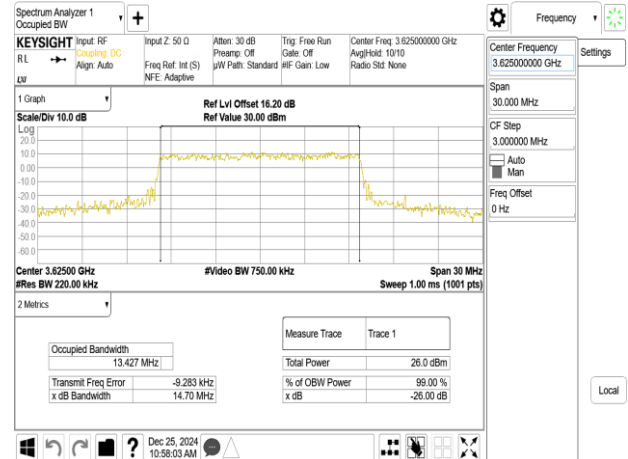 Spectrum Analyzer 1
Occupied BW
Frequency
KEYSIGHT
Input: RF
Coupling: DC
Align: Auto
Input Z: 50 Ω
Freq Ref: Int (S)
NFE: Adaptive
Atten: 30 dB
Preamp: Off
µW Path: Standard
Trig: Free Run
Gate: Off
#IF Gain: Low
Center Freq: 3.625000000 GHz
Avg|Hold: 10/10
Radio Std: None
RL
LXI
Center Frequency
3.625000000 GHz
Settings
Span
30.000 MHz
CF Step
3.000000 MHz
Auto
Man
Freq Offset
0 Hz
Local
1 Graph
Ref Lvl Offset 16.20 dB
Scale/Div 10.0 dB
Ref Value 30.00 dBm
Log
20.0
10.0
0.00
-10.0
-20.0
-30.0
-40.0
-50.0
-60.0
Center 3.62500 GHz
#Video BW 750.00 kHz
Span 30 MHz
#Res BW 220.00 kHz
Sweep 1.00 ms (1001 pts)
2 Metrics
Measure Trace
Trace 1
Occupied Bandwidth
13.427 MHz
Total Power
26.0 dBm
Transmit Freq Error
-9.283 kHz
% of OBW Power
99.00 %
x dB Bandwidth
14.70 MHz
x dB
-26.00 dB
?
Dec 25, 2024
10:58:03 AM